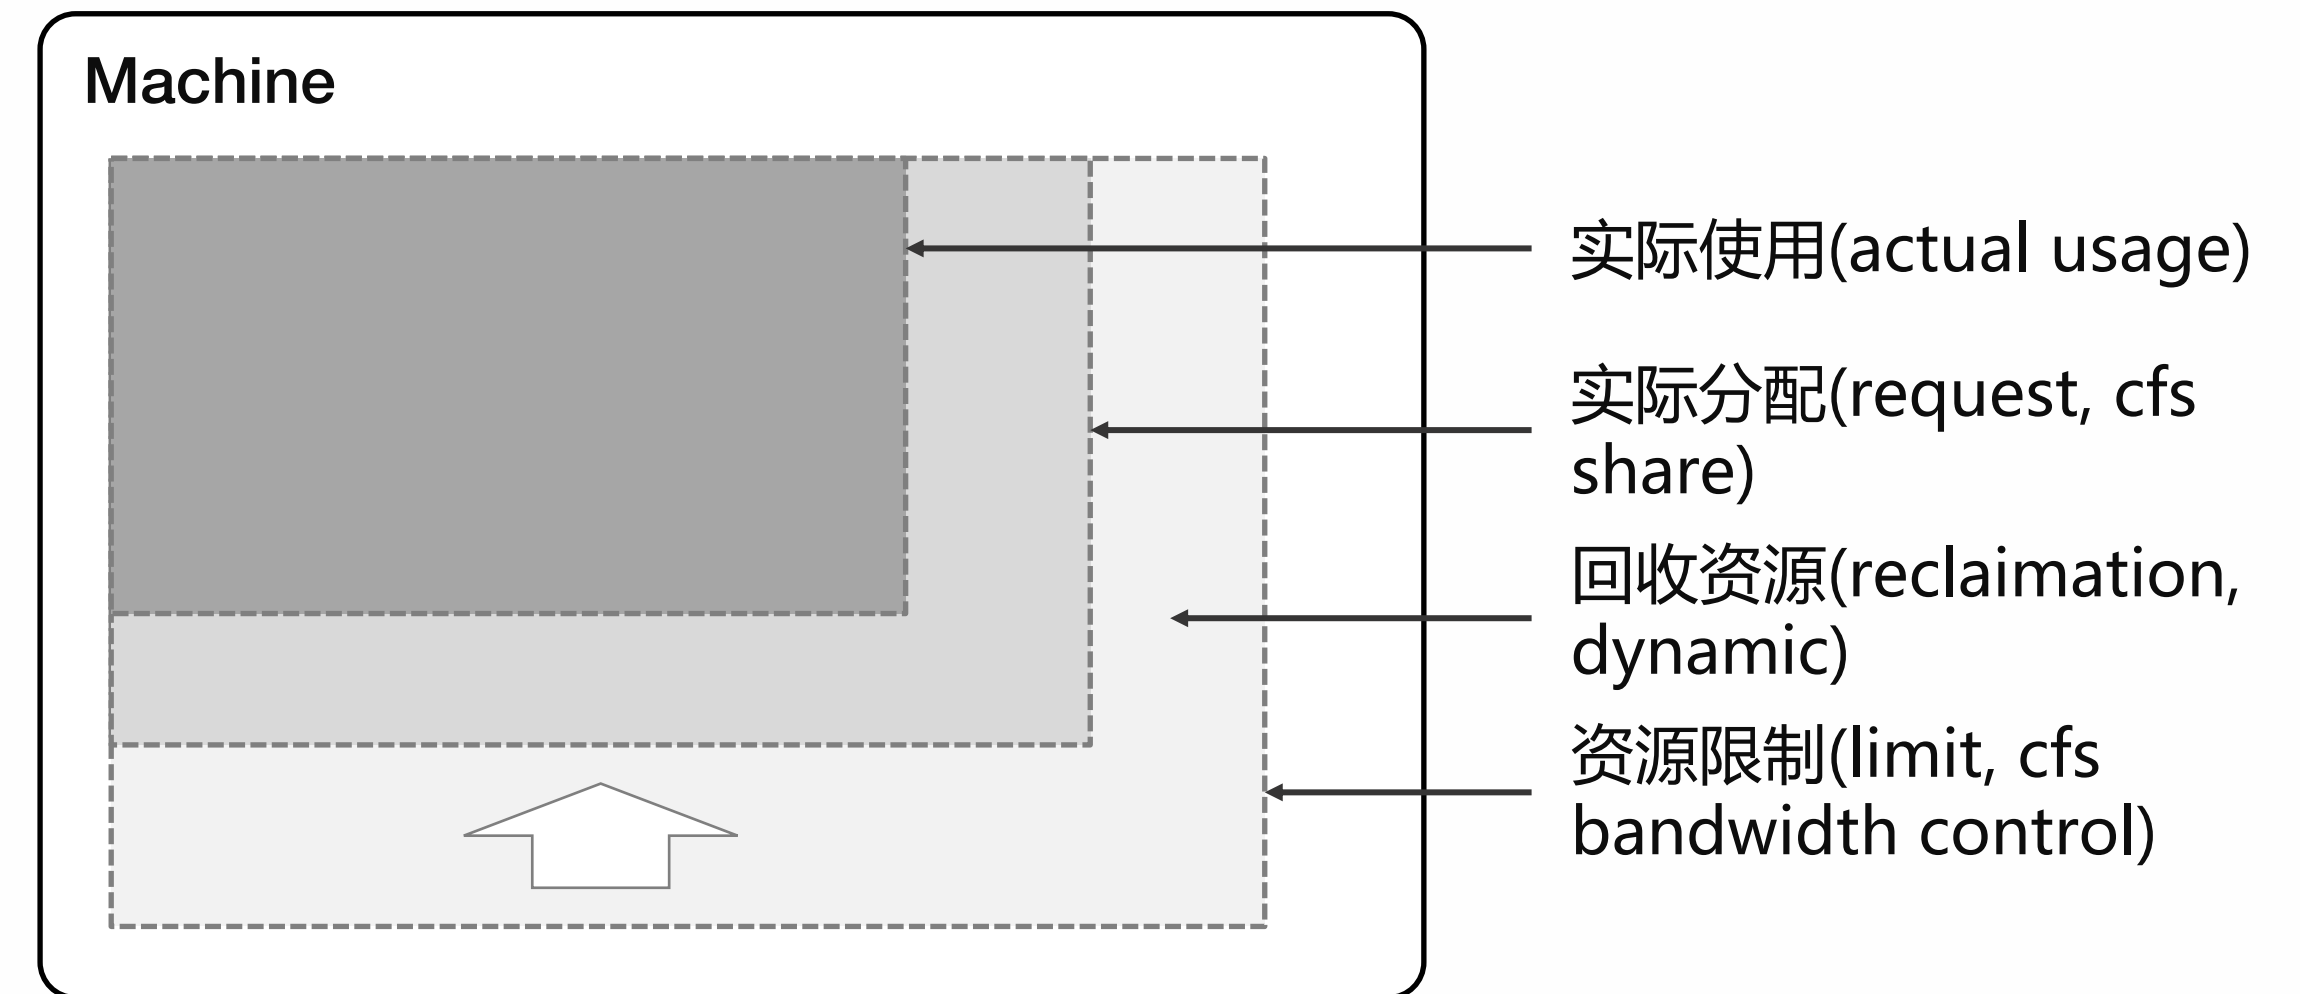 Machine
实际使用(actual usage)
实际分配(request, cfs
share)
回收资源(reclaimation,
dynamic)
资源限制(limit, cfs
bandwidth control)